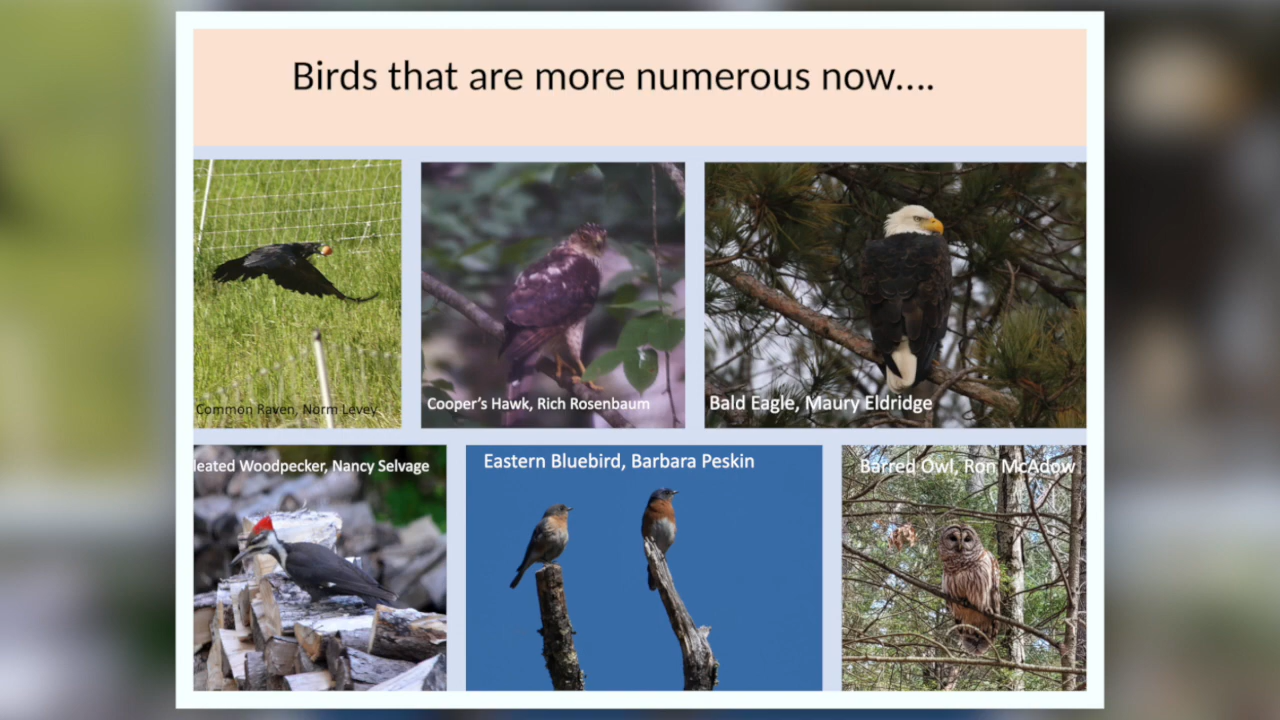 Birds that are more numerous now....
Common Raven, Norm Levey
Cooper's Hawk, Rich Rosenbaum
Bald Eagle, Maury Eldridge
leated Woodpecker, Nancy Selvage
Eastern Bluebird, Barbara Peskin
Barred Owl, Ron McAdow